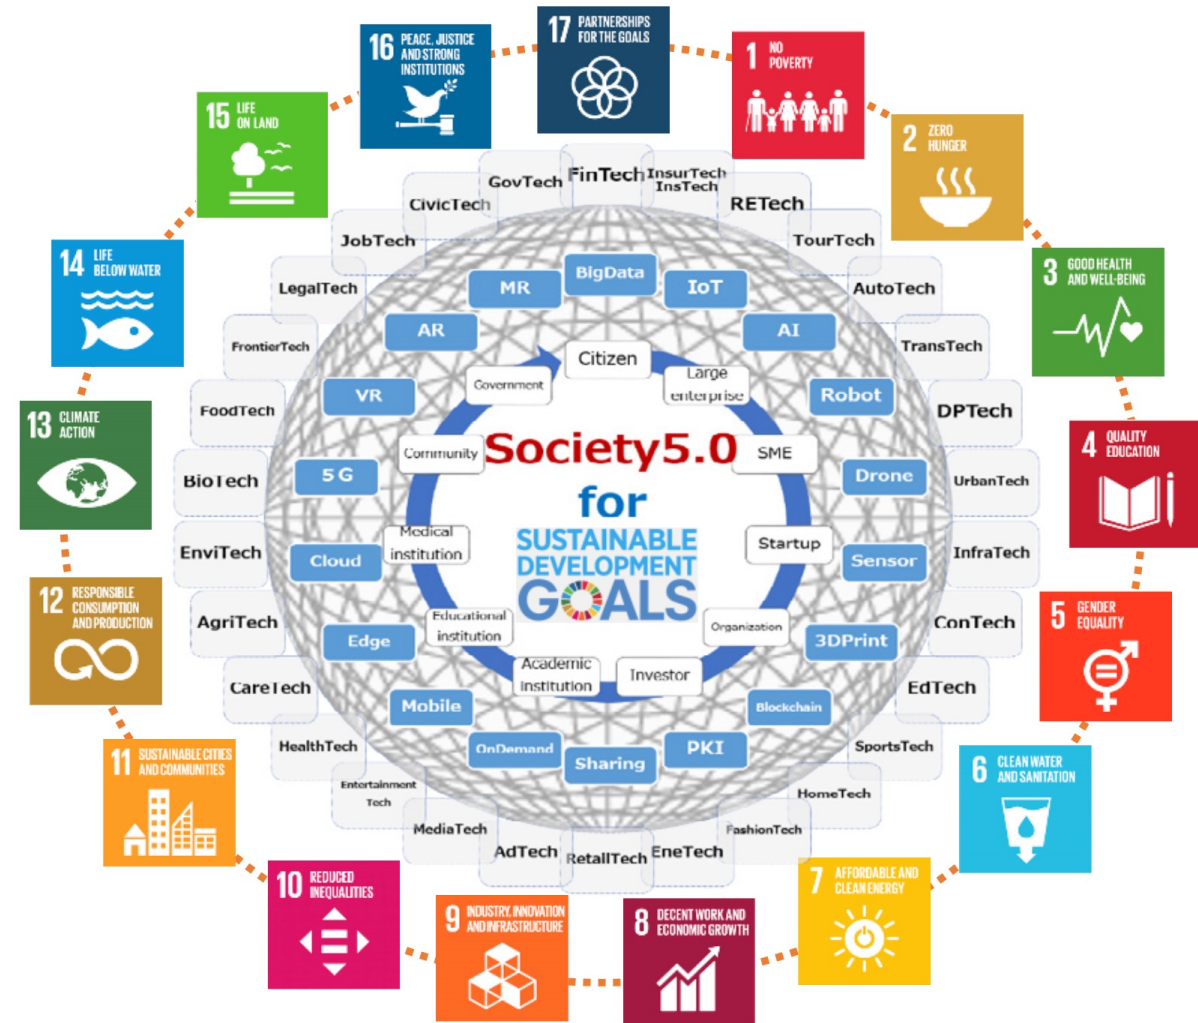 17 PARTNERSHIPS
FOR THE GOALS
1 NO
POVERTY
2 ZERO
HUNGER
3 GOOD HEALTH
AND WELL-BEING
4 QUALITY
EDUCATION
5 GENDER
EQUALITY
6 CLEAN WATER
AND SANITATION
7 AFFORDABLE AND
CLEAN ENERGY
8 DECENT WORK AND
ECONOMIC GROWTH
9 INDUSTRY, INNOVATION
AND INFRASTRUCTURE
10 REDUCED
INEQUALITIES
11 SUSTAINABLE CITIES
AND COMMUNITIES
12 RESPONSIBLE
CONSUMPTION
AND PRODUCTION
13 CLIMATE
ACTION
14 LIFE
BELOW WATER
15 LIFE
ON LAND
16 PEACE, JUSTICE
AND STRONG
INSTITUTIONS
FinTech
InsurTech
InsTech
RETech
TourTech
AutoTech
TransTech
DPTech
UrbanTech
InfraTech
ConTech
EdTech
SportsTech
HomeTech
FashionTech
EneTech
RetailTech
AdTech
MediaTech
Entertainment
Tech
HealthTech
CareTech
AgriTech
EnviTech
BioTech
FoodTech
FrontierTech
LegalTech
JobTech
CivicTech
GovTech
BigData
IoT
AI
Robot
Drone
Sensor
3DPrint
Blockchain
PKI
Sharing
OnDemand
Mobile
Edge
Cloud
5G
VR
AR
MR
Citizen
Large
enterprise
SME
Startup
Organization
Investor
Academic
institution
Educational
institution
Medical
institution
Community
Government
Society5.0
for
SUSTAINABLE
DEVELOPMENT
GOALS